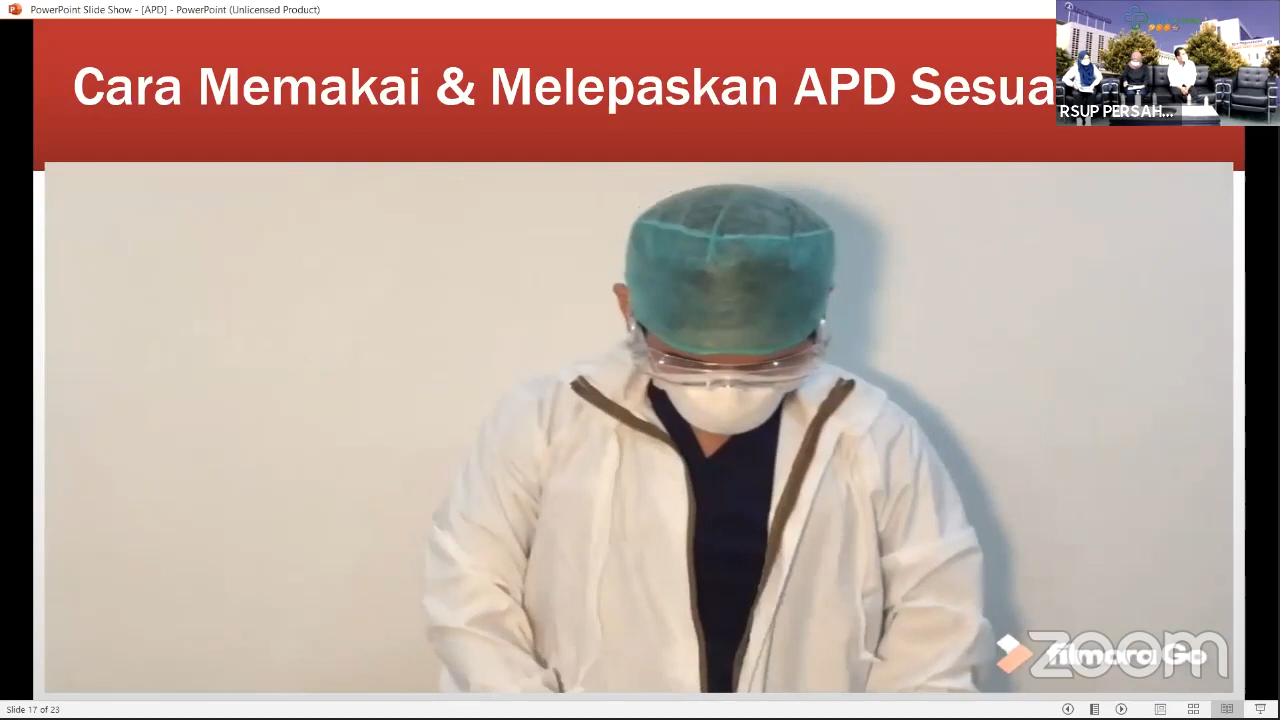 PowerPoint Slide Show - [APD] - PowerPoint (Unlicensed Product)
Cara Memakai & Melepaskan APD Sesua
RSUP PERSAH...
filmora Go
zoom
Slide 17 of 23